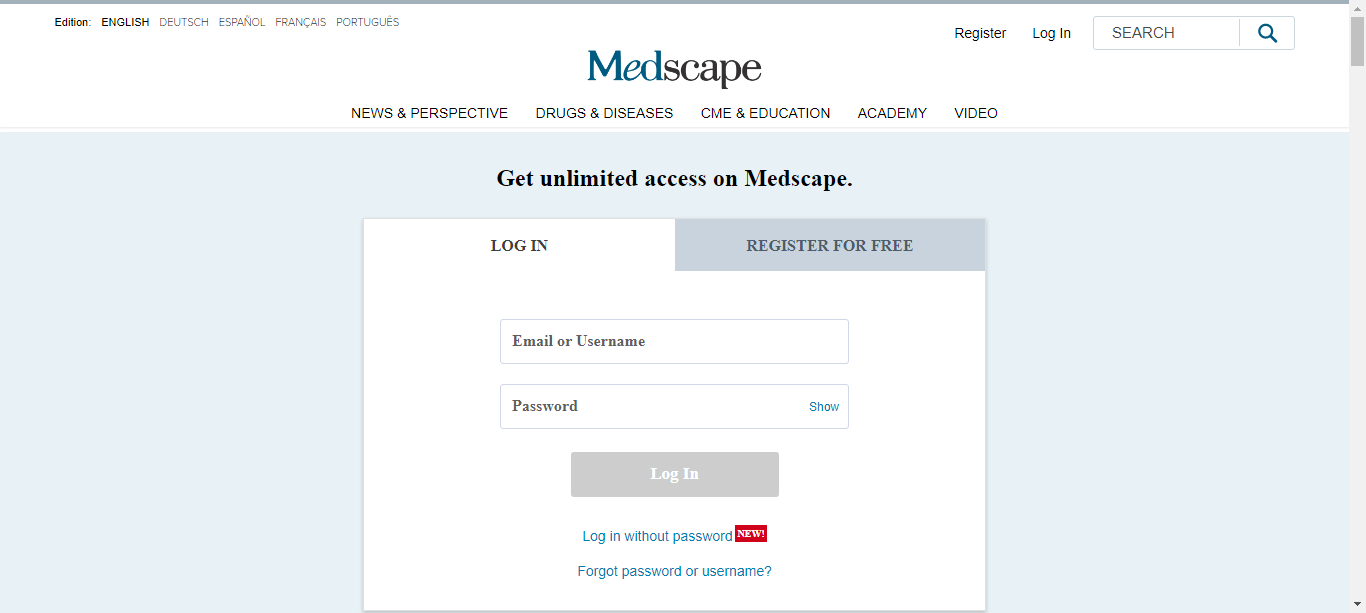 Edition: ENGLISH DEUTSCH ESPAÑOL FRANÇAIS PORTUGUÊS
Register Log In SEARCH
Medscape
NEWS & PERSPECTIVE DRUGS & DISEASES CME & EDUCATION ACADEMY VIDEO
Get unlimited access on Medscape.
LOG IN REGISTER FOR FREE
Email or Username
Password Show
Log In
Log in without password NEW!
Forgot password or username?